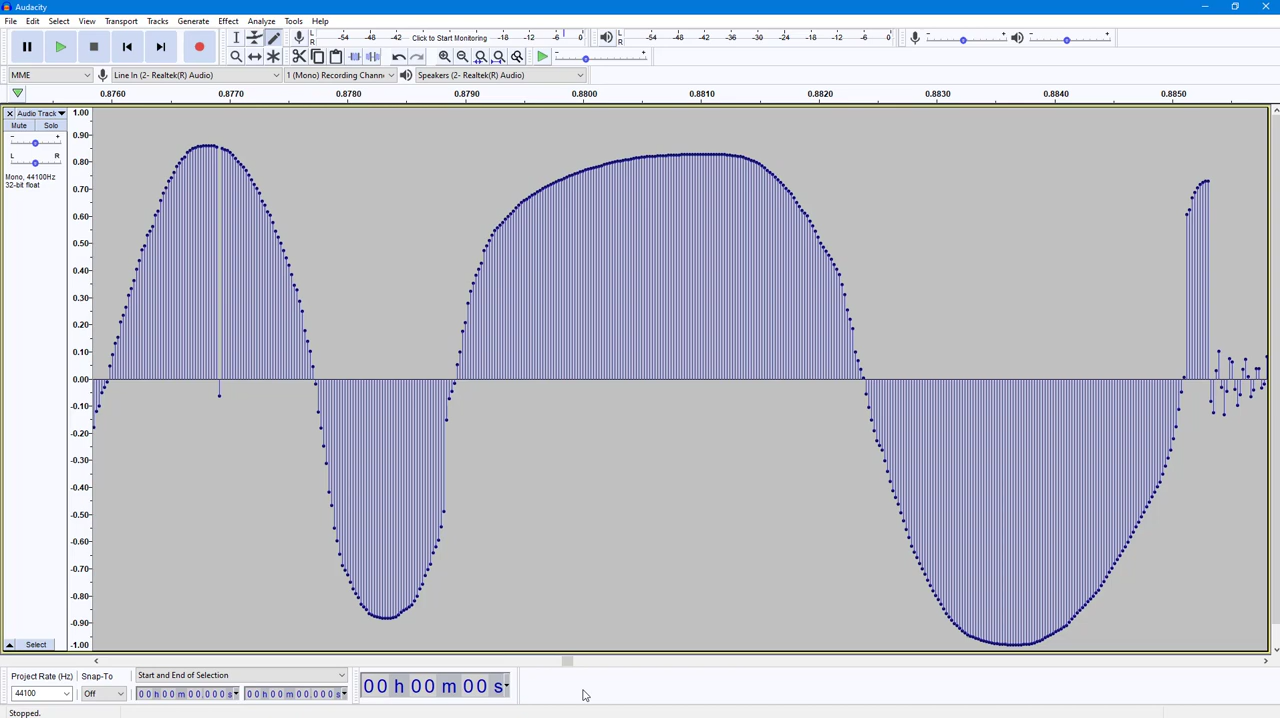 Audacity
File Edit Select View Transport Tracks Generate Effect Analyze Tools Help
L R -54 -48 -42 Click to Start Monitoring -12 -6 0 L R -54 -48 -42 -36 -30 -24 -18 -12 -6 0 - + - +
- +
MME Line In (2- Realtek(R) Audio) 1 (Mono) Recording Chann Speakers (2- Realtek(R) Audio)
0.8760 0.8770 0.8780 0.8790 0.8800 0.8810 0.8820 0.8830 0.8840 0.8850
Audio Track
Mute Solo
- +
L R
Mono, 44100Hz
32-bit float
1.00
0.90
0.80
0.70
0.60
0.50
0.40
0.30
0.20
0.10
0.00
-0.10
-0.20
-0.30
-0.40
-0.50
-0.60
-0.70
-0.80
-0.90
-1.00
Select
Project Rate (Hz) Snap-To Start and End of Selection
44100 Off 00 h 00 m 00.000 s 00 h 00 m 00.000 s 00 h 00 m 00 s
Stopped.